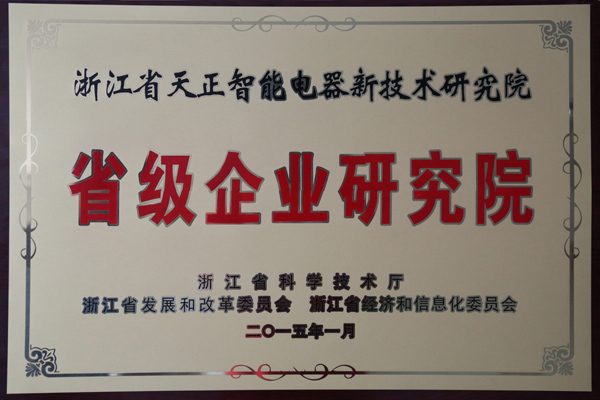 浙江省天正智能电器新技术研究院
省级企业研究院
浙江省科学技术厅
浙江省发展和改革委员会 浙江省经济和信息化委员会
二〇一五年一月